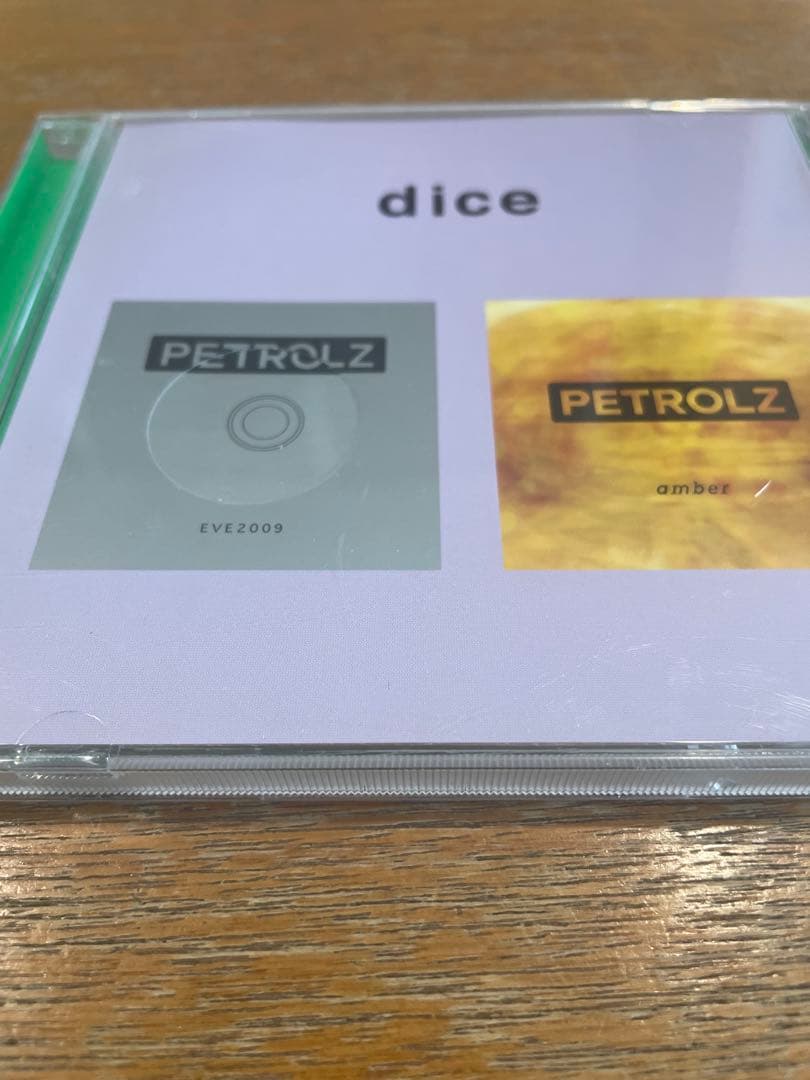 dice
PETROLZ
EVE2009
PETROLZ
amber